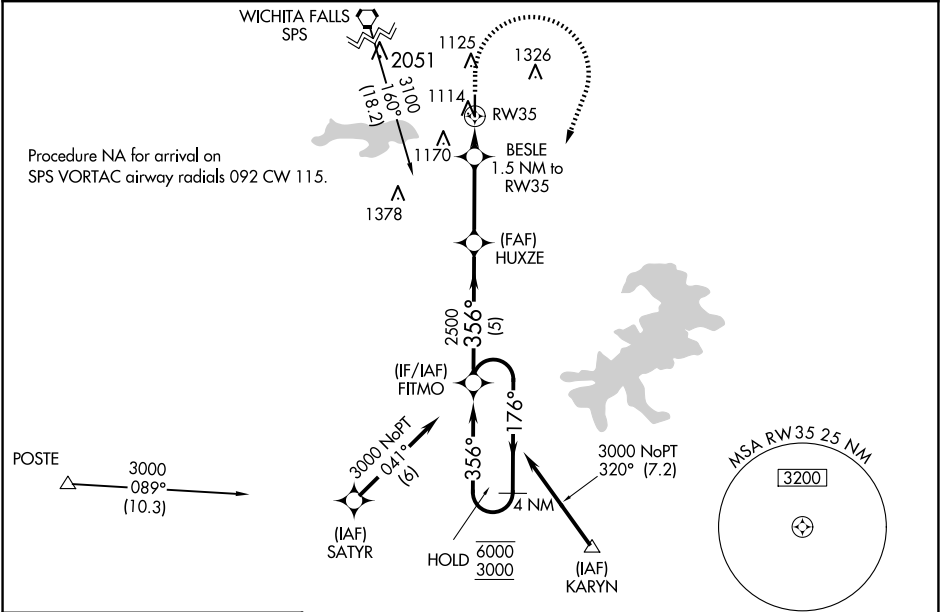 WICHITA FALLS
SPS
2051
3100
160°
(18.2)
1125
1326
1114
RW35
1170
BESLE
1.5 NM to
RW35
Procedure NA for arrival on
SPS VORTAC airway radials 092 CW 115.
1378
(FAF)
HUXZE
2500
356°
(5)
(IF/IAF)
FITMO
176°
356°
3000 NoPT
041°
(6)
3000 NoPT
320° (7.2)
POSTE
3000
089°
(10.3)
(IAF)
SATYR
4 NM
HOLD
6000
3000
(IAF)
KARYN
MSA RW35 25 NM
3200